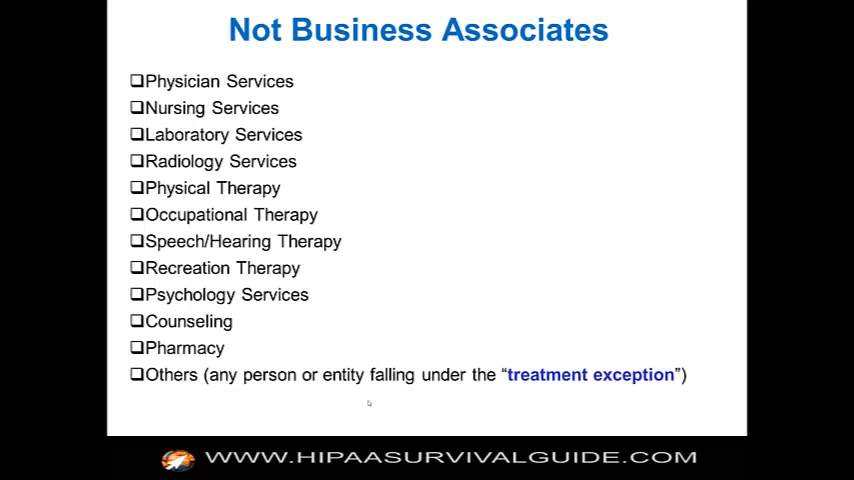 Not Business Associates
Physician Services
Nursing Services
Laboratory Services
Radiology Services
Physical Therapy
Occupational Therapy
Speech/Hearing Therapy
Recreation Therapy
Psychology Services
Counseling
Pharmacy
Others (any person or entity falling under the “treatment exception”)
WWW.HIPAASURVIVALGUIDE.COM